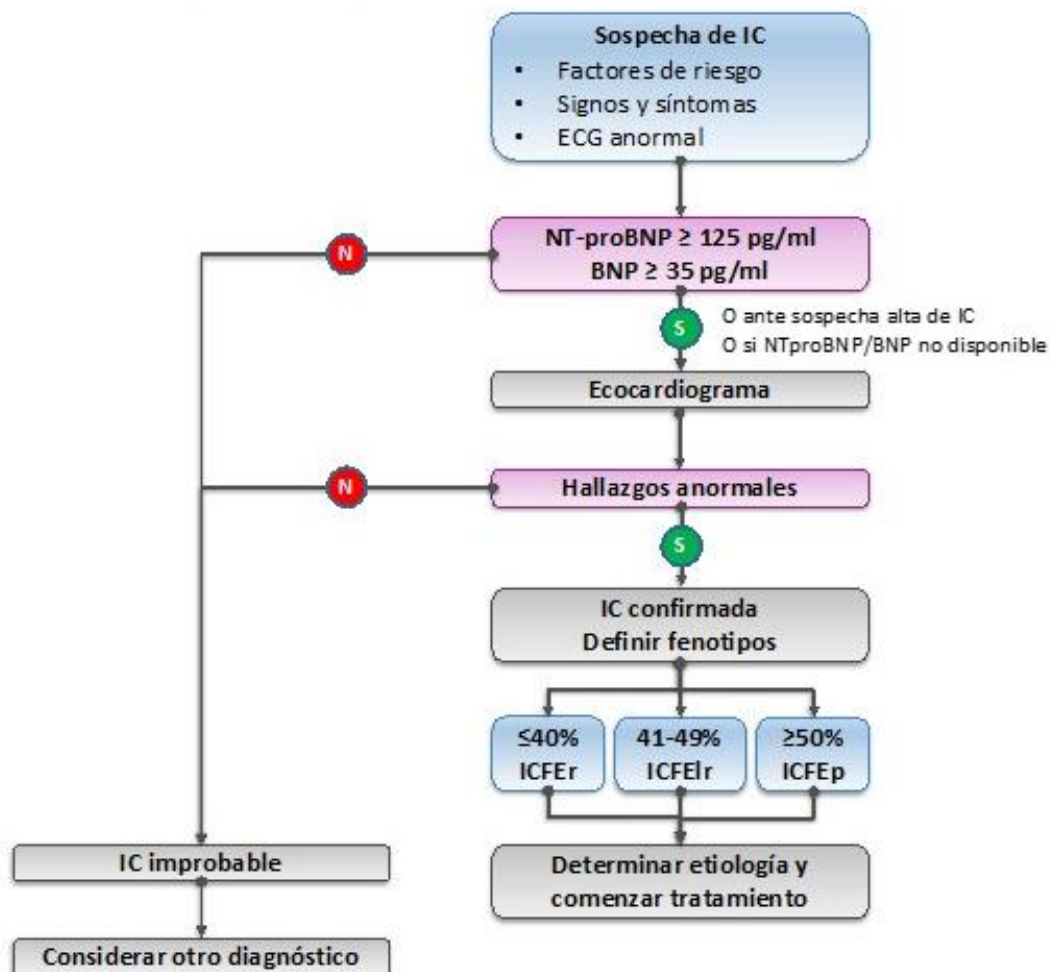 Sospecha de IC
• Factores de riesgo
• Signos y síntomas
• ECG anormal
N
NT-proBNP ≥ 125 pg/ml
BNP ≥ 35 pg/ml
S
O ante sospecha alta de IC
O si NTproBNP/BNP no disponible
Ecocardiograma
N
Hallazgos anormales
S
IC confirmada
Definir fenotipos
≤40%
ICFEr
41-49%
ICFElr
≥50%
ICFEp
IC improbable
Determinar etiología y
comenzar tratamiento
Considerar otro diagnóstico